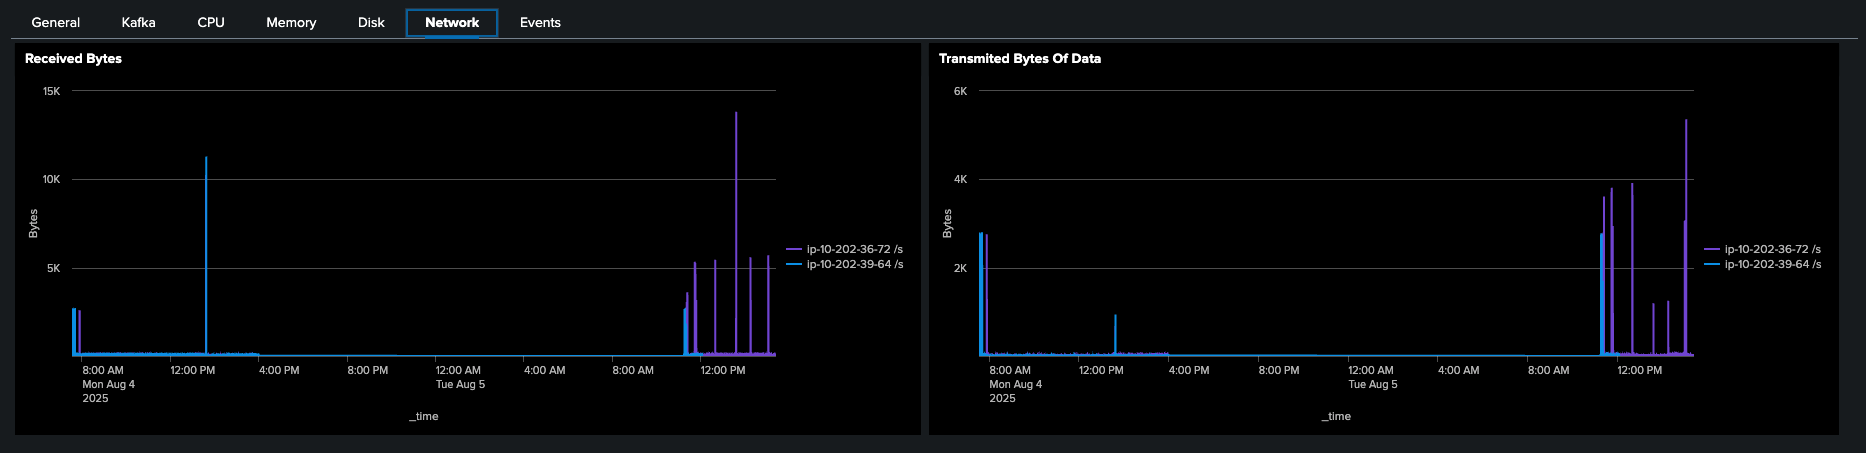 General Kafka CPU Memory Disk Network Events
Received Bytes
15K
10K
5K
Bytes
8:00 AM 12:00 PM 4:00 PM 8:00 PM 12:00 AM 4:00 AM 8:00 AM 12:00 PM
Mon Aug 4 Tue Aug 5
2025
_time
ip-10-202-36-72 /s
ip-10-202-39-64 /s
Transmited Bytes Of Data
6K
4K
2K
Bytes
8:00 AM 12:00 PM 4:00 PM 8:00 PM 12:00 AM 4:00 AM 8:00 AM 12:00 PM
Mon Aug 4 Tue Aug 5
2025
_time
ip-10-202-36-72 /s
ip-10-202-39-64 /s